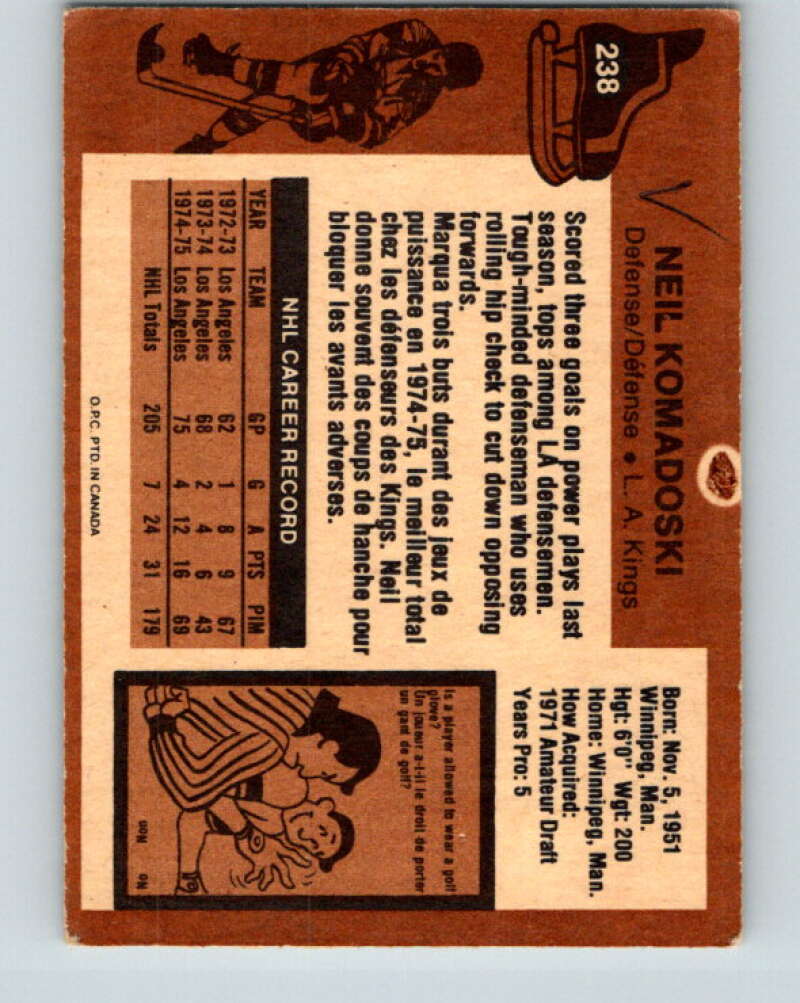 238
NEIL KOMADOSKI
Defense/Défense • L. A. Kings
Born: Nov. 5, 1951
Winnipeg, Man.
Hgt: 6'0" Wgt: 200
Home: Winnipeg, Man.
How Acquired:
1971 Amateur Draft
Years Pro: 5
Scored three goals on power plays last
season, tops among LA defensemen.
Tough-minded defenseman who uses
rolling hip check to cut down opposing
forwards.
Marqua trois buts durant des jeux de
puissance en 1974-75, le meilleur total
chez les défenseurs des Kings. Neil
donne souvent des coups de hanche pour
bloquer les avants adverses.
NHL CAREER RECORD
YEAR TEAM GP G A PTS PIM
1972-73 Los Angeles 62 1 8 9 67
1973-74 Los Angeles 68 2 4 6 43
1974-75 Los Angeles 75 4 12 16 69
NHL Totals 205 7 24 31 179
Is a player allowed to wear a golf
glove?
Un joueur a-t-il le droit de porter
un gant de golf?
No
Non
O.P.C. PTD. IN CANADA